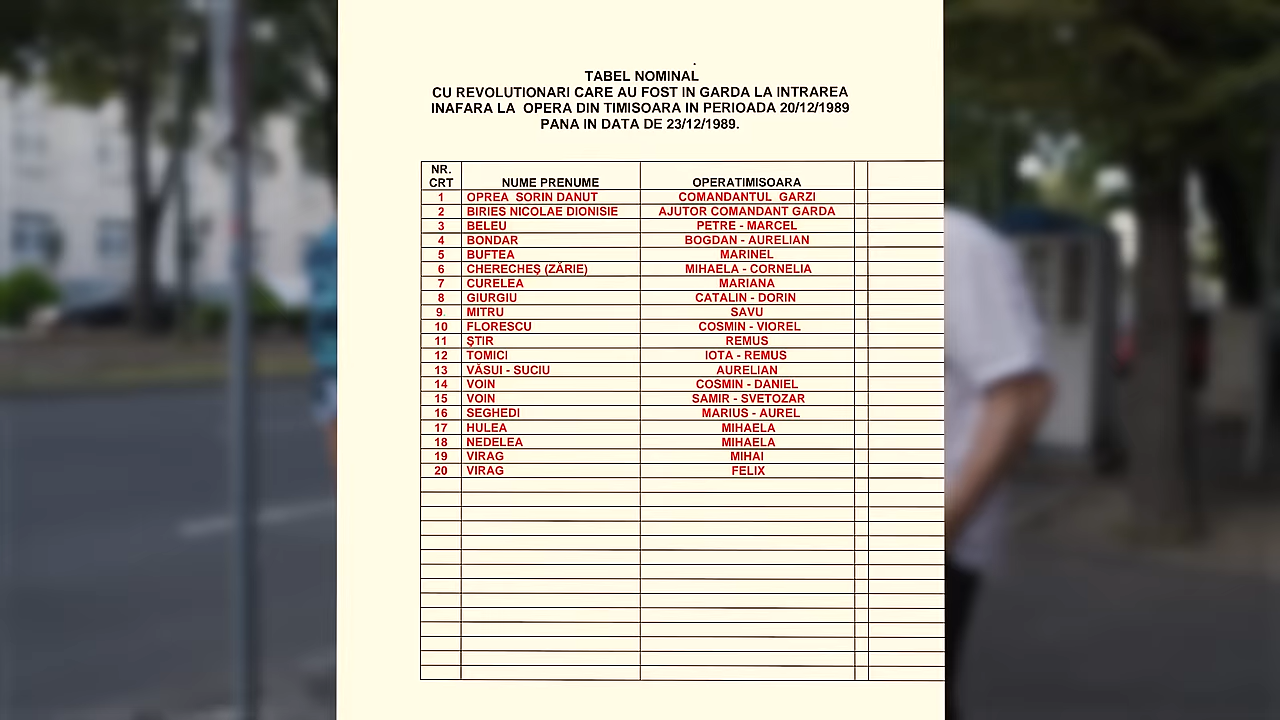 TABEL NOMINAL
CU REVOLUTIONARI CARE AU FOST IN GARDA LA INTRAREA
INAFARA LA OPERA DIN TIMISOARA IN PERIOADA 20/12/1989
PANA IN DATA DE 23/12/1989.
NR.
CRT NUME PRENUME OPERATIMISOARA
1 OPREA SORIN DANUT COMANDANTUL GARZI
2 BIRIES NICOLAE DIONISIE AJUTOR COMANDANT GARDA
3 BELEU PETRE - MARCEL
4 BONDAR BOGDAN - AURELIAN
5 BUFTEA MARINEL
6 CHERECHEŞ (ZĂRIE) MIHAELA - CORNELIA
7 CURELEA MARIANA
8 GIURGIU CATALIN - DORIN
9. MITRU SAVU
10 FLORESCU COSMIN - VIOREL
11 ŞTIR REMUS
12 TOMICI IOTA - REMUS
13 VĂSUI - SUCIU AURELIAN
14 VOIN COSMIN - DANIEL
15 VOIN SAMIR - SVETOZAR
16 SEGHEDI MARIUS - AUREL
17 HULEA MIHAELA
18 NEDELEA MIHAELA
19 VIRAG MIHAI
20 VIRAG FELIX